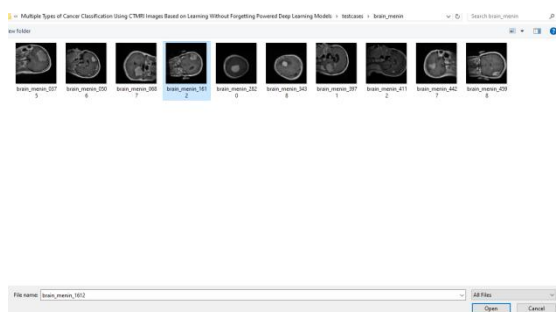 « Multiple Types of Cancer Classification Using CTMRI Images Based on Learning Without Forgetting Powered Deep Learning Models › testcases › brain_menin
Search brain_menin
ew folder
brain_menin_037
5
brain_menin_050
6
brain_menin_068
7
brain_menin_161
2
brain_menin_282
0
brain_menin_343
8
brain_menin_397
1
brain_menin_411
2
brain_menin_442
7
brain_menin_459
8
File name: brain_menin_1612
All Files
Open
Cancel